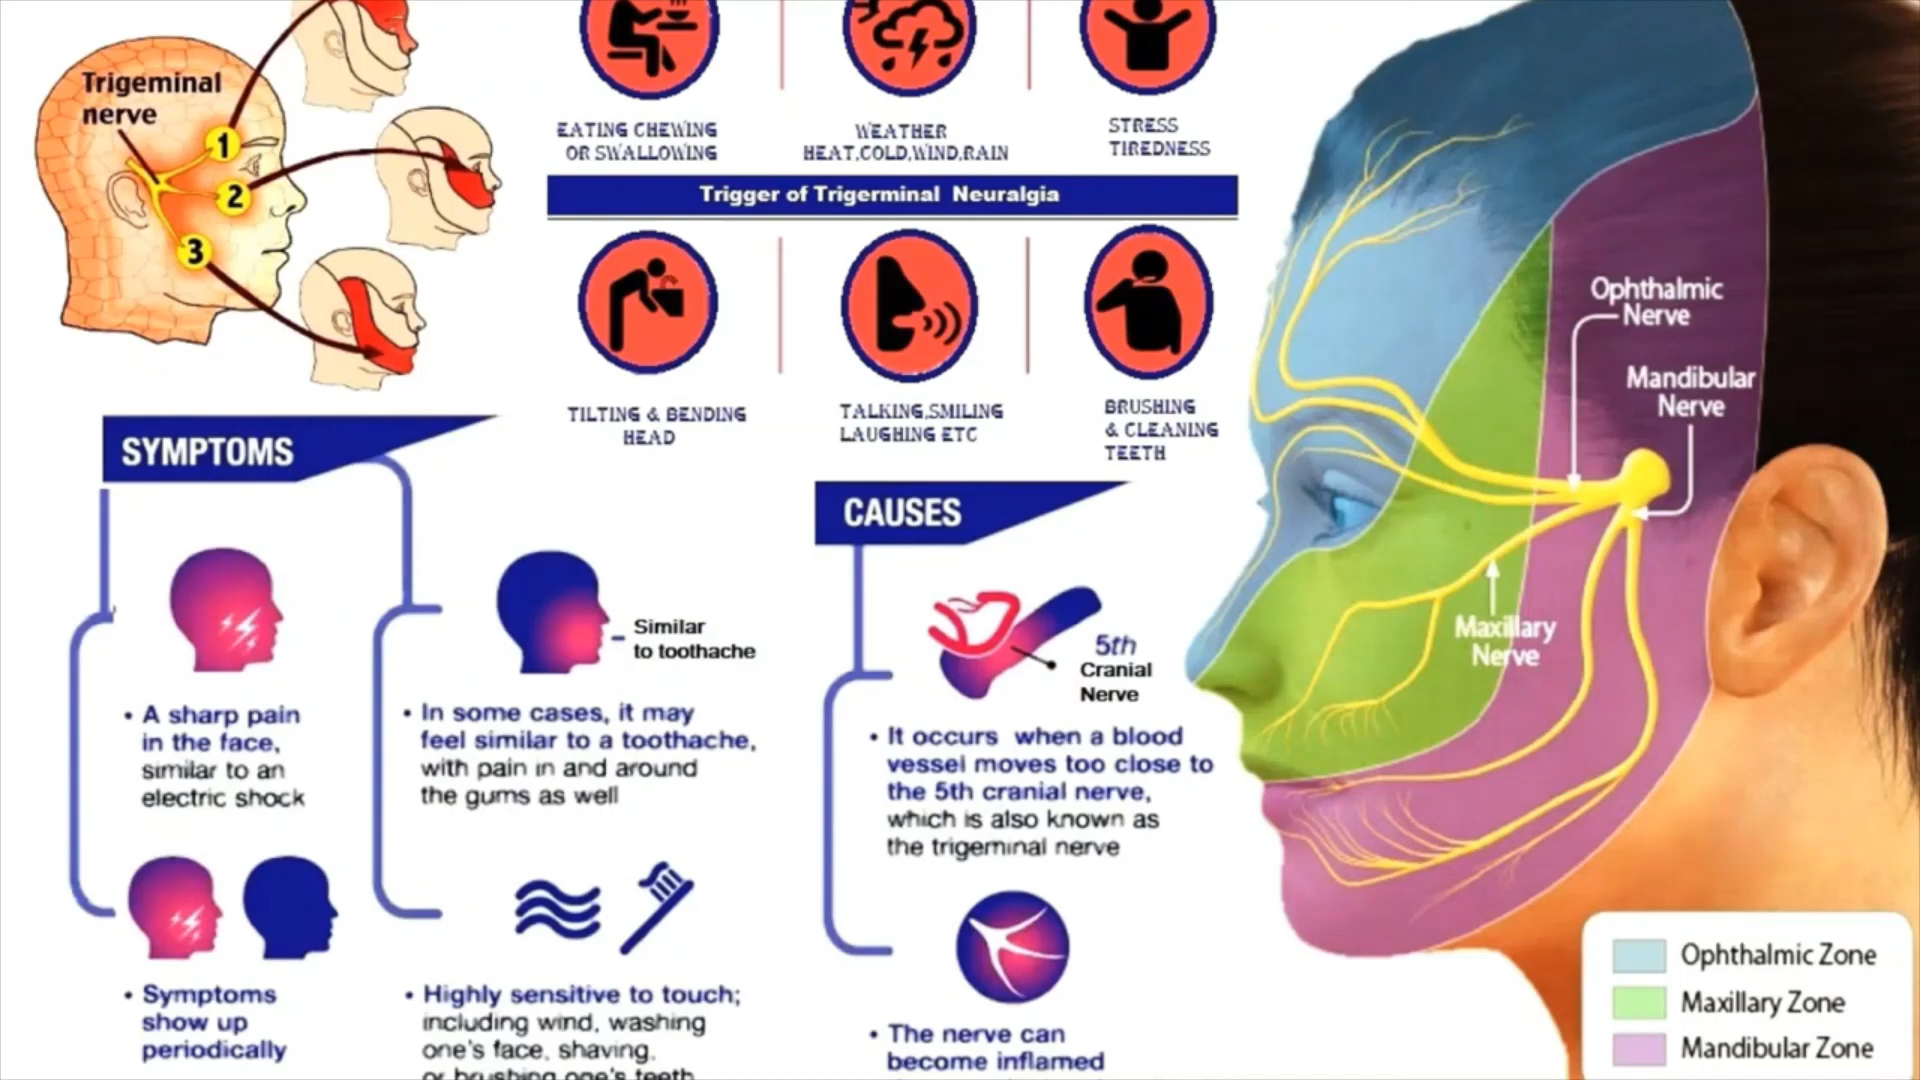 Trigeminal
nerve
1
2
3
EATING CHEWING
OR SWALLOWING
WEATHER
HEAT,COLD,WIND,RAIN
STRESS
TIREDNESS
Trigger of Trigerminal Neuralgia
TILTING & BENDING
HEAD
TALKING,SMILING
LAUGHING ETC
BRUSHING
& CLEANING
TEETH
SYMPTOMS
• A sharp pain
in the face,
similar to an
electric shock
Similar
to toothache
• In some cases, it may
feel similar to a toothache,
with pain in and around
the gums as well
• Symptoms
show up
periodically
• Highly sensitive to touch;
including wind, washing
one's face, shaving,
or brushing one's teeth
CAUSES
5th
Cranial
Nerve
• It occurs when a blood
vessel moves too close to
the 5th cranial nerve,
which is also known as
the trigeminal nerve
• The nerve can
become inflamed
Ophthalmic
Nerve
Mandibular
Nerve
Maxillary
Nerve
Ophthalmic Zone
Maxillary Zone
Mandibular Zone